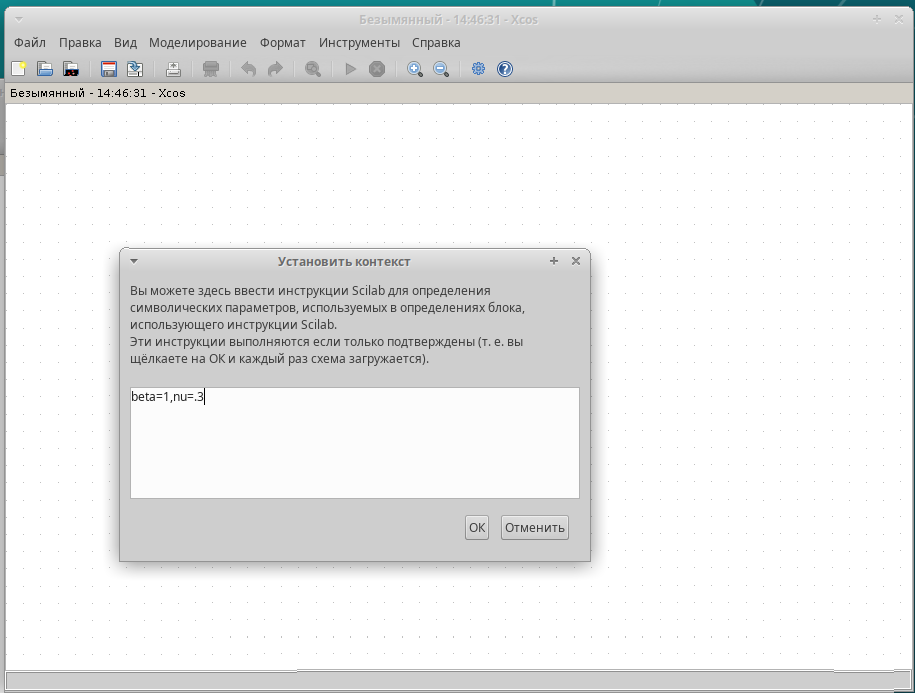 Безымянный - 14:46:31 - Xcos
Файл Правка Вид Моделирование Формат Инструменты Справка
Безымянный - 14:46:31 - Xcos
Установить контекст
Вы можете здесь ввести инструкции Scilab для определения
символических параметров, используемых в определениях блока,
использующего инструкции Scilab.
Эти инструкции выполняются если только подтверждены (т. е. вы
щёлкаете на ОК и каждый раз схема загружается).
beta=1,nu=.3
ОК Отменить